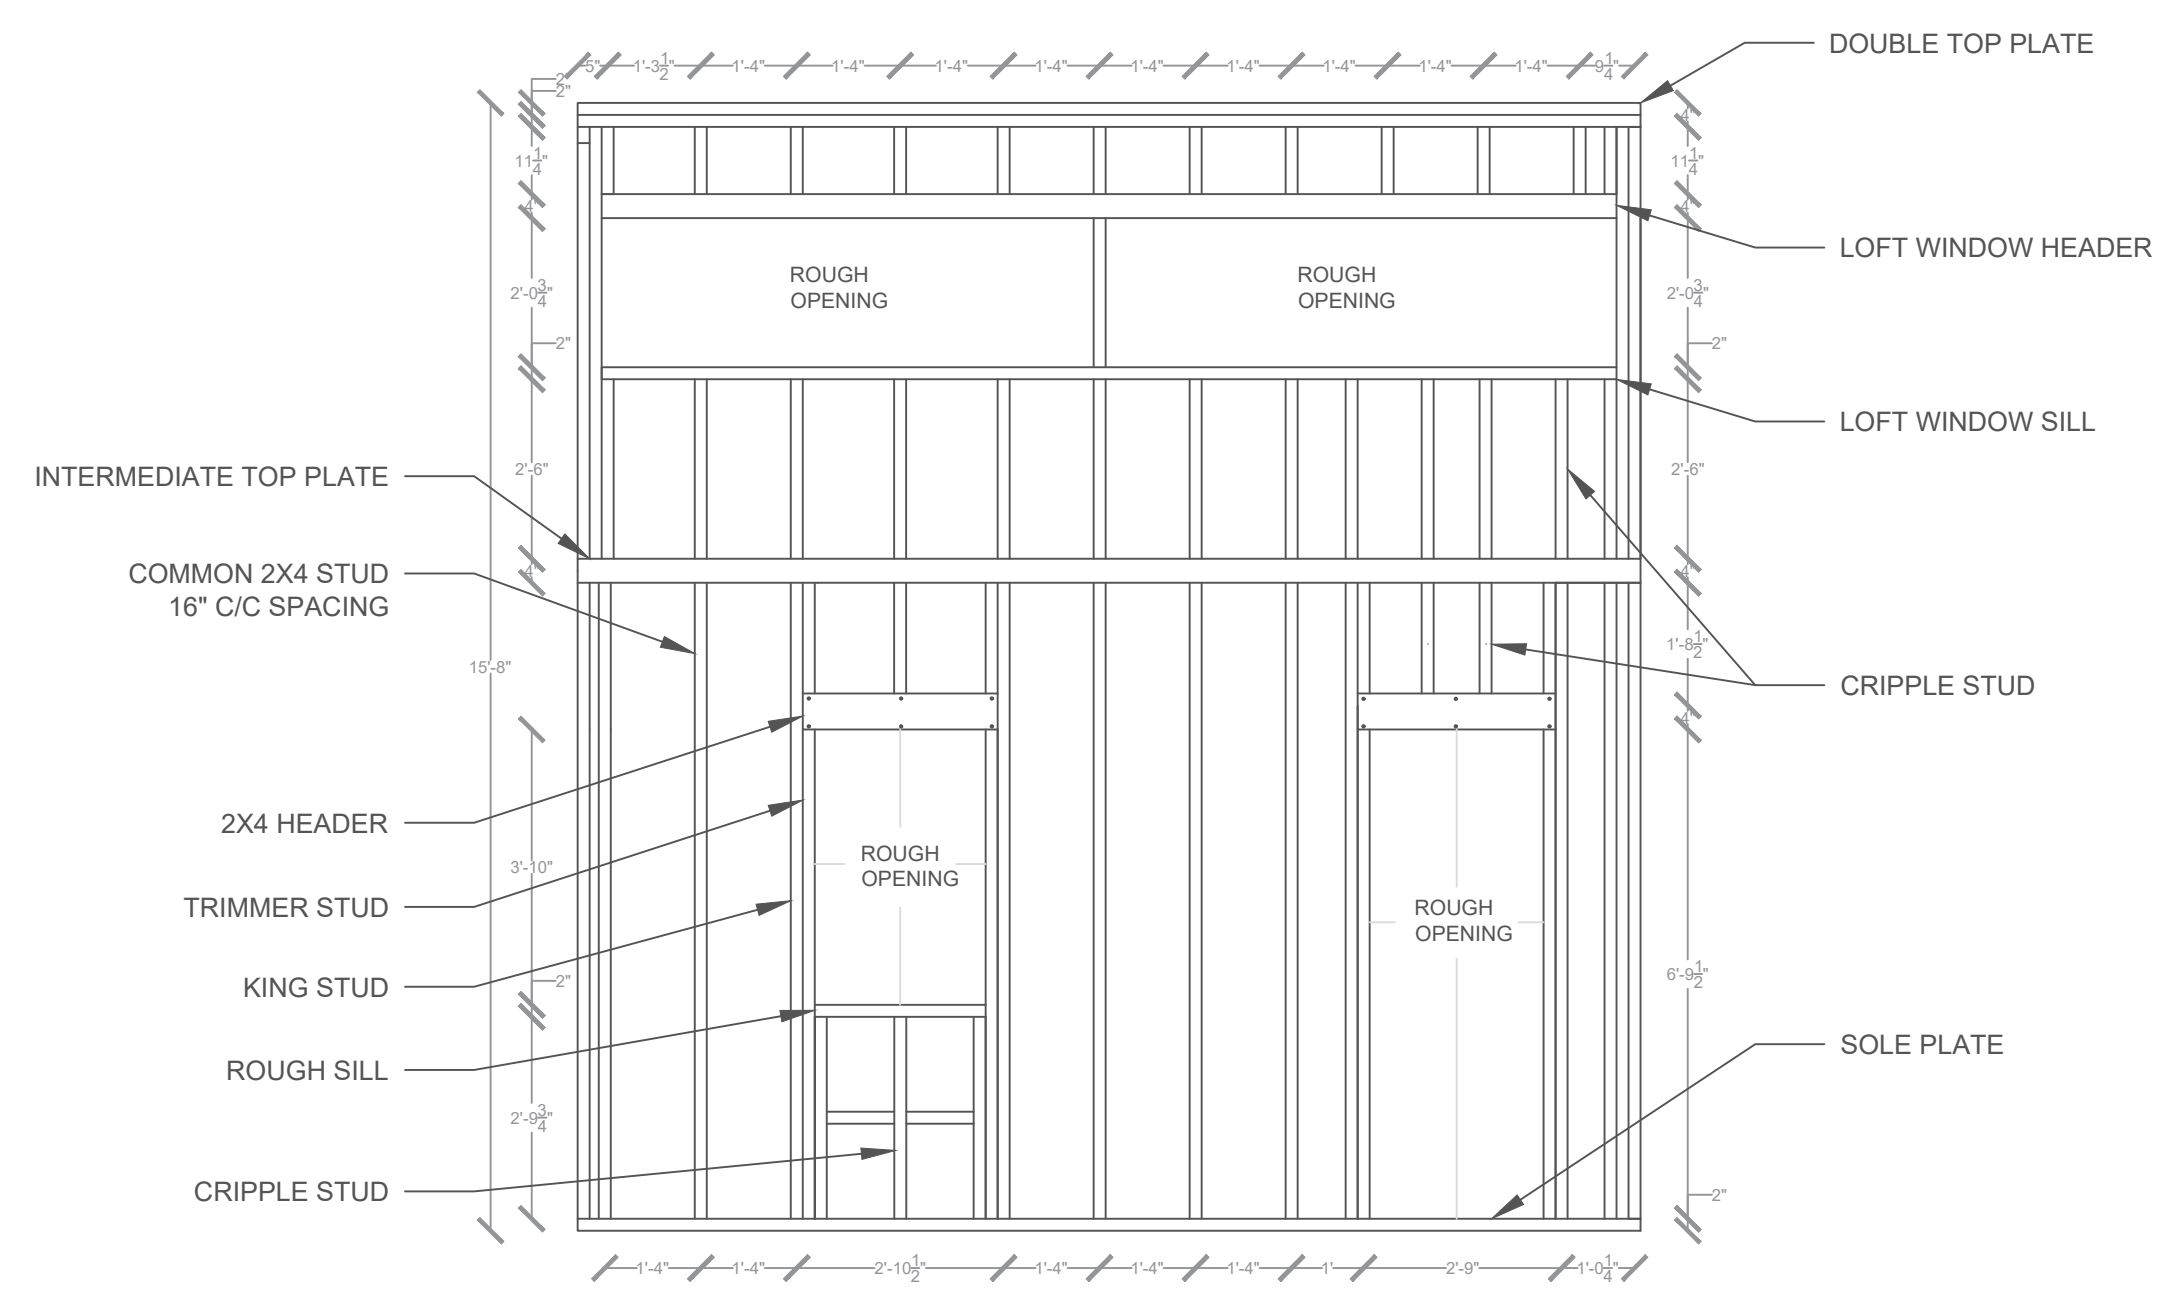 DOUBLE TOP PLATE
5" 1'-3 1/2" 1'-4" 1'-4" 1'-4" 1'-4" 1'-4" 1'-4" 1'-4" 1'-4" 1'-4" 9 1/4"
2"
2"
4"
11 1/4"
11 1/4"
4"
4"
LOFT WINDOW HEADER
ROUGH
OPENING
ROUGH
OPENING
2'-0 3/4"
2'-0 3/4"
2"
2"
LOFT WINDOW SILL
INTERMEDIATE TOP PLATE
2'-6"
2'-6"
COMMON 2X4 STUD
16" C/C SPACING
4"
4"
15'-8"
1'-8 1/2"
CRIPPLE STUD
4"
2X4 HEADER
3'-10"
ROUGH
OPENING
TRIMMER STUD
ROUGH
OPENING
KING STUD
2"
6'-9 1/2"
ROUGH SILL
SOLE PLATE
2'-9 3/4"
CRIPPLE STUD
2"
1'-4" 1'-4" 2'-10 1/2" 1'-4" 1'-4" 1'-4" 1' 2'-9" 1'-0 1/4"